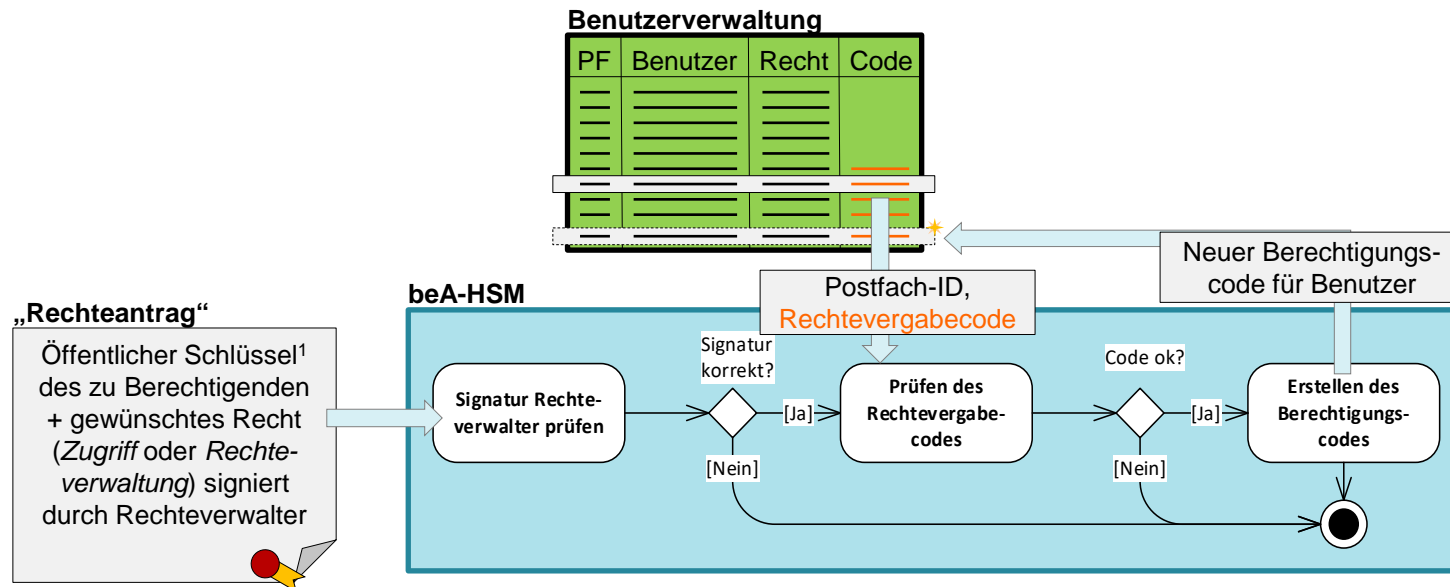 Benutzerverwaltung
PF Benutzer Recht Code
Postfach-ID,
Rechtevergabecode
Neuer Berechtigungs-
code für Benutzer
„Rechteantrag“
Öffentlicher Schlüssel¹
des zu Berechtigenden
+ gewünschtes Recht
(Zugriff oder Rechte-
verwaltung) signiert
durch Rechteverwalter
beA-HSM
Signatur Rechte-
verwalter prüfen
Signatur
korrekt?
[Ja]
[Nein]
Prüfen des
Rechtevergabe-
codes
Code ok?
[Ja]
[Nein]
Erstellen des
Berechtigungs-
codes